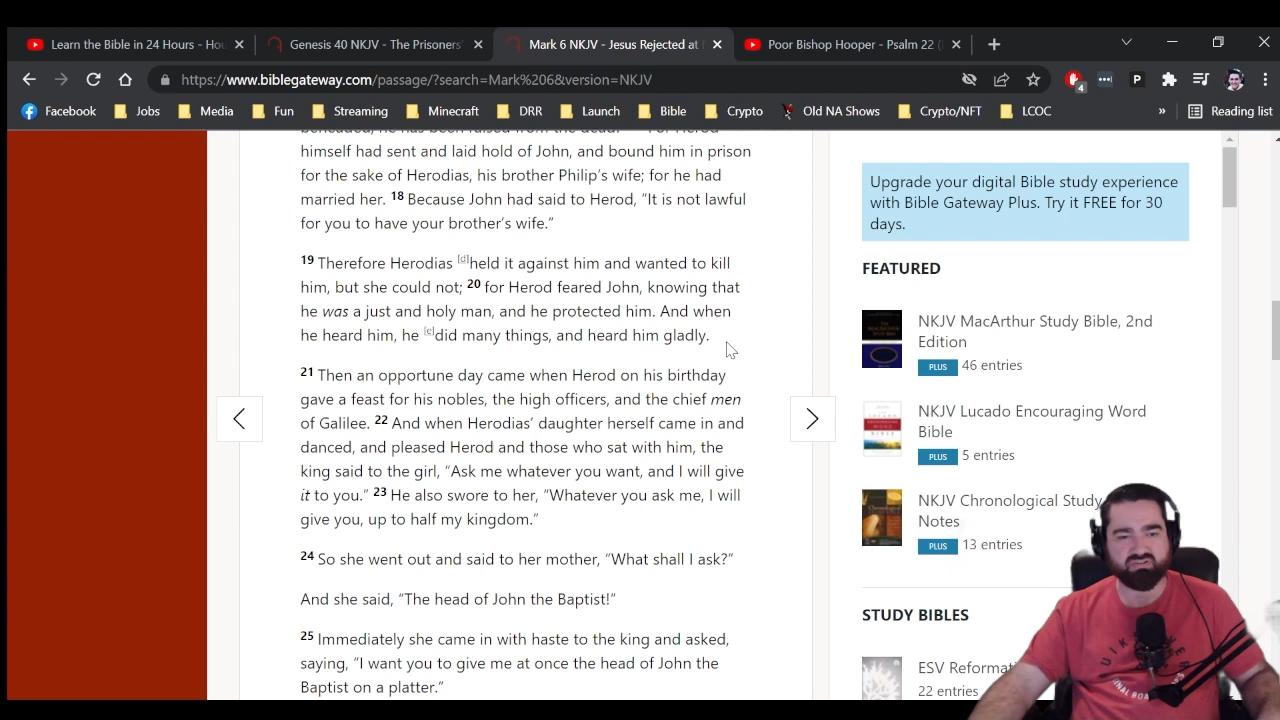 Learn the Bible in 24 Hours - Hou
Genesis 40 NKJV - The Prisoners'
Mark 6 NKJV - Jesus Rejected at
Poor Bishop Hooper - Psalm 22 (
https://www.biblegateway.com/passage/?search=Mark%206&version=NKJV
4
P
Facebook
Jobs
Media
Fun
Streaming
Minecraft
DRR
Launch
Bible
Crypto
Old NA Shows
Crypto/NFT
LCOC
»
Reading list
beheaded; he has been raised from the dead!" For Herod
himself had sent and laid hold of John, and bound him in prison
for the sake of Herodias, his brother Philip's wife; for he had
married her. 18 Because John had said to Herod, "It is not lawful
for you to have your brother's wife."
19 Therefore Herodias [d]held it against him and wanted to kill
him, but she could not; 20 for Herod feared John, knowing that
he was a just and holy man, and he protected him. And when
he heard him, he [e]did many things, and heard him gladly.
21 Then an opportune day came when Herod on his birthday
gave a feast for his nobles, the high officers, and the chief men
of Galilee. 22 And when Herodias' daughter herself came in and
danced, and pleased Herod and those who sat with him, the
king said to the girl, "Ask me whatever you want, and I will give
it to you." 23 He also swore to her, "Whatever you ask me, I will
give you, up to half my kingdom."
24 So she went out and said to her mother, "What shall I ask?"
And she said, "The head of John the Baptist!"
25 Immediately she came in with haste to the king and asked,
saying, "I want you to give me at once the head of John the
Baptist on a platter."
Upgrade your digital Bible study experience
with Bible Gateway Plus. Try it FREE for 30
days.
FEATURED
NKJV MacArthur Study Bible, 2nd
Edition
PLUS 46 entries
NKJV Lucado Encouraging Word
Bible
PLUS 5 entries
NKJV Chronological Study
Notes
PLUS 13 entries
STUDY BIBLES
ESV Reformati
22 entries